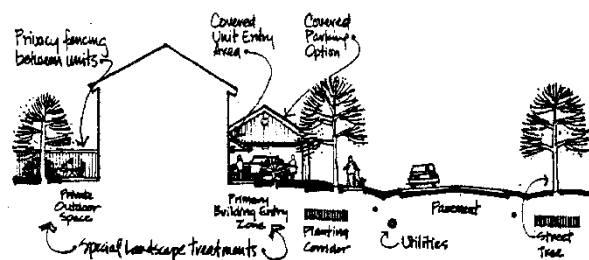 Privacy fencing
between units
Covered
Unit Entry
Area
Covered
Parking
Option
Private
Outdoor
Space
Primary
Building Entry
Zone
Planting
Corridor
Utilities
Pavement
Street
Tree
Special Landscape Treatments